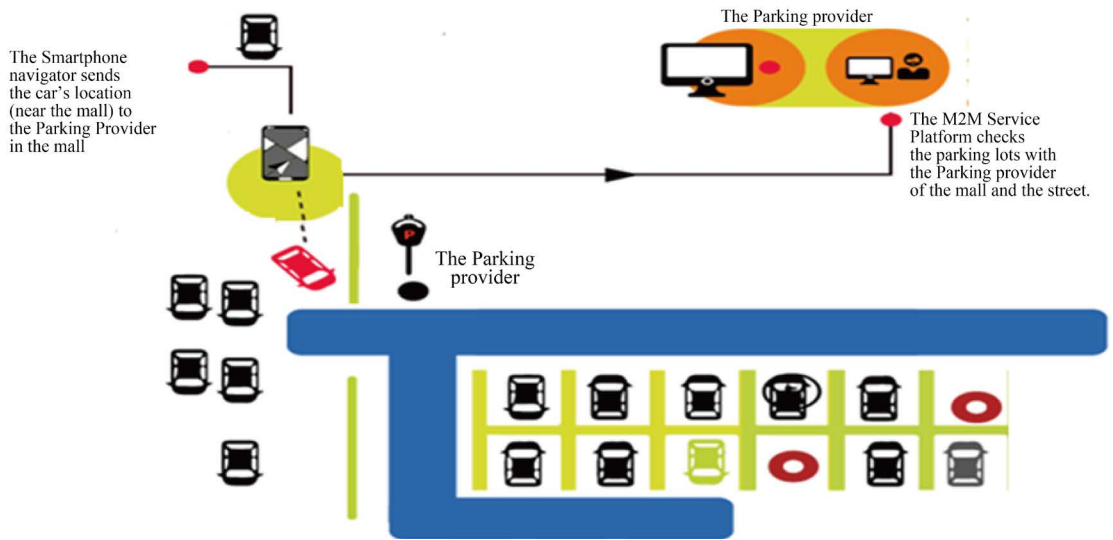 The Parking provider
The Smartphone
navigator sends
the car's location
(near the mall) to
the Parking Provider
in the mall
The M2M Service
Platform checks
the parking lots with
the Parking provider
of the mall and the street.
P
The Parking
provider